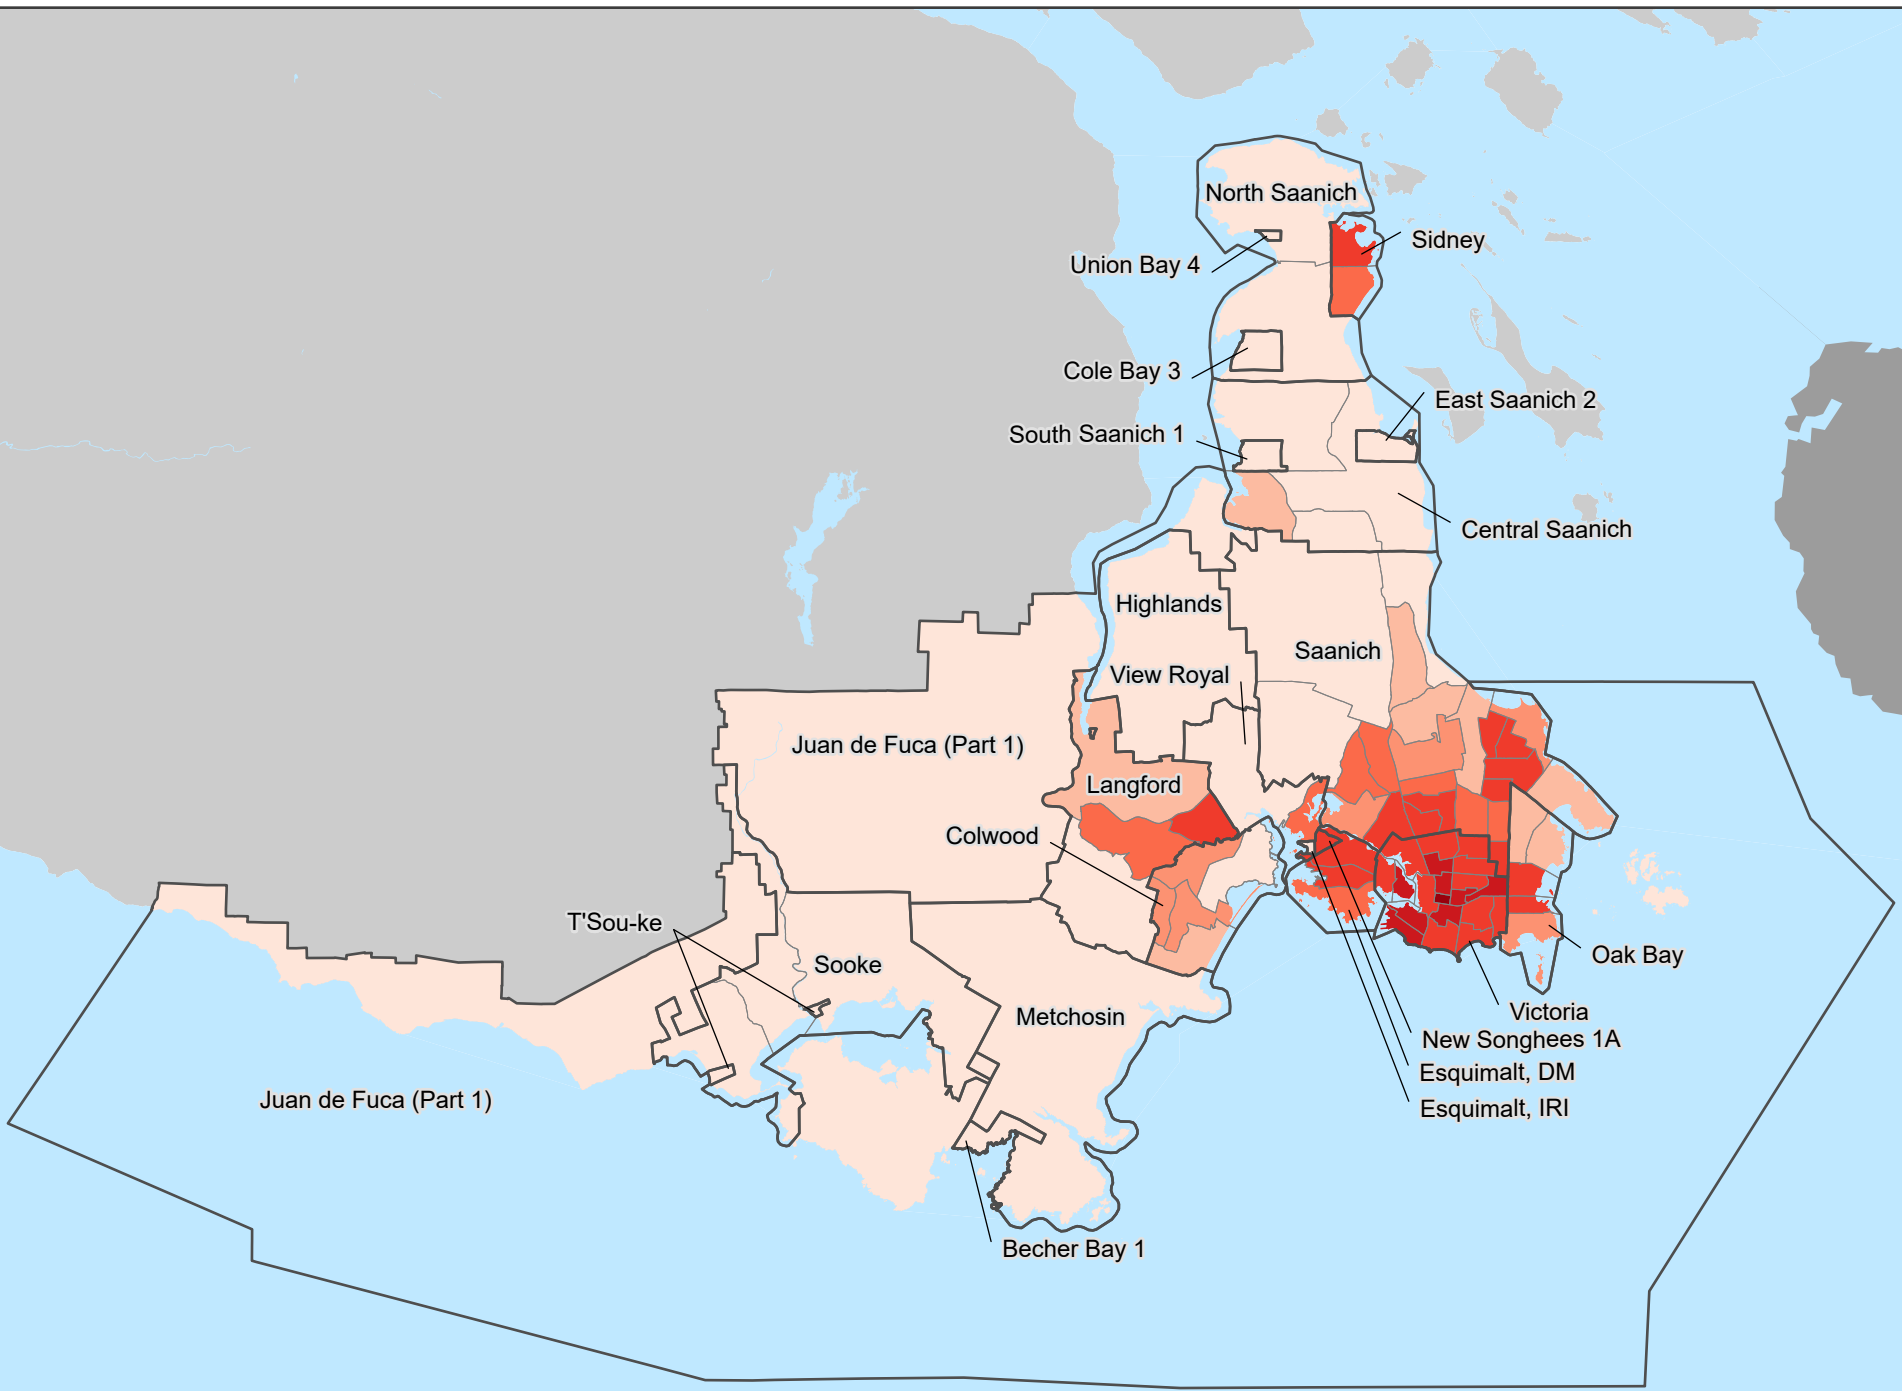 North Saanich
Sidney
Union Bay 4
Cole Bay 3
East Saanich 2
South Saanich 1
Central Saanich
Highlands
Saanich
View Royal
Juan de Fuca (Part 1)
Langford
Colwood
T'Sou-ke
Sooke
Oak Bay
Metchosin
Victoria
New Songhees 1A
Esquimalt, DM
Juan de Fuca (Part 1)
Esquimalt, IRI
Becher Bay 1